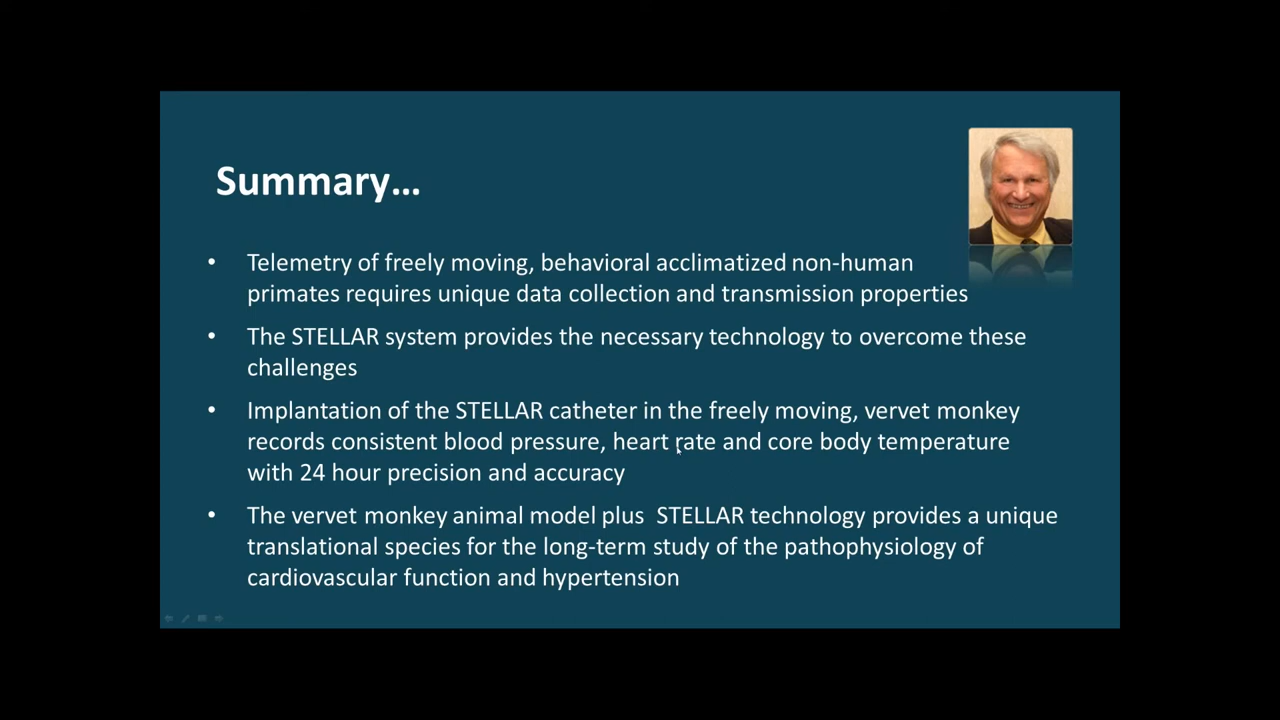 Summary...
• Telemetry of freely moving, behavioral acclimatized non-human
primates requires unique data collection and transmission properties
• The STELLAR system provides the necessary technology to overcome these
challenges
• Implantation of the STELLAR catheter in the freely moving, vervet monkey
records consistent blood pressure, heart rate and core body temperature
with 24 hour precision and accuracy
• The vervet monkey animal model plus  STELLAR technology provides a unique
translational species for the long-term study of the pathophysiology of
cardiovascular function and hypertension